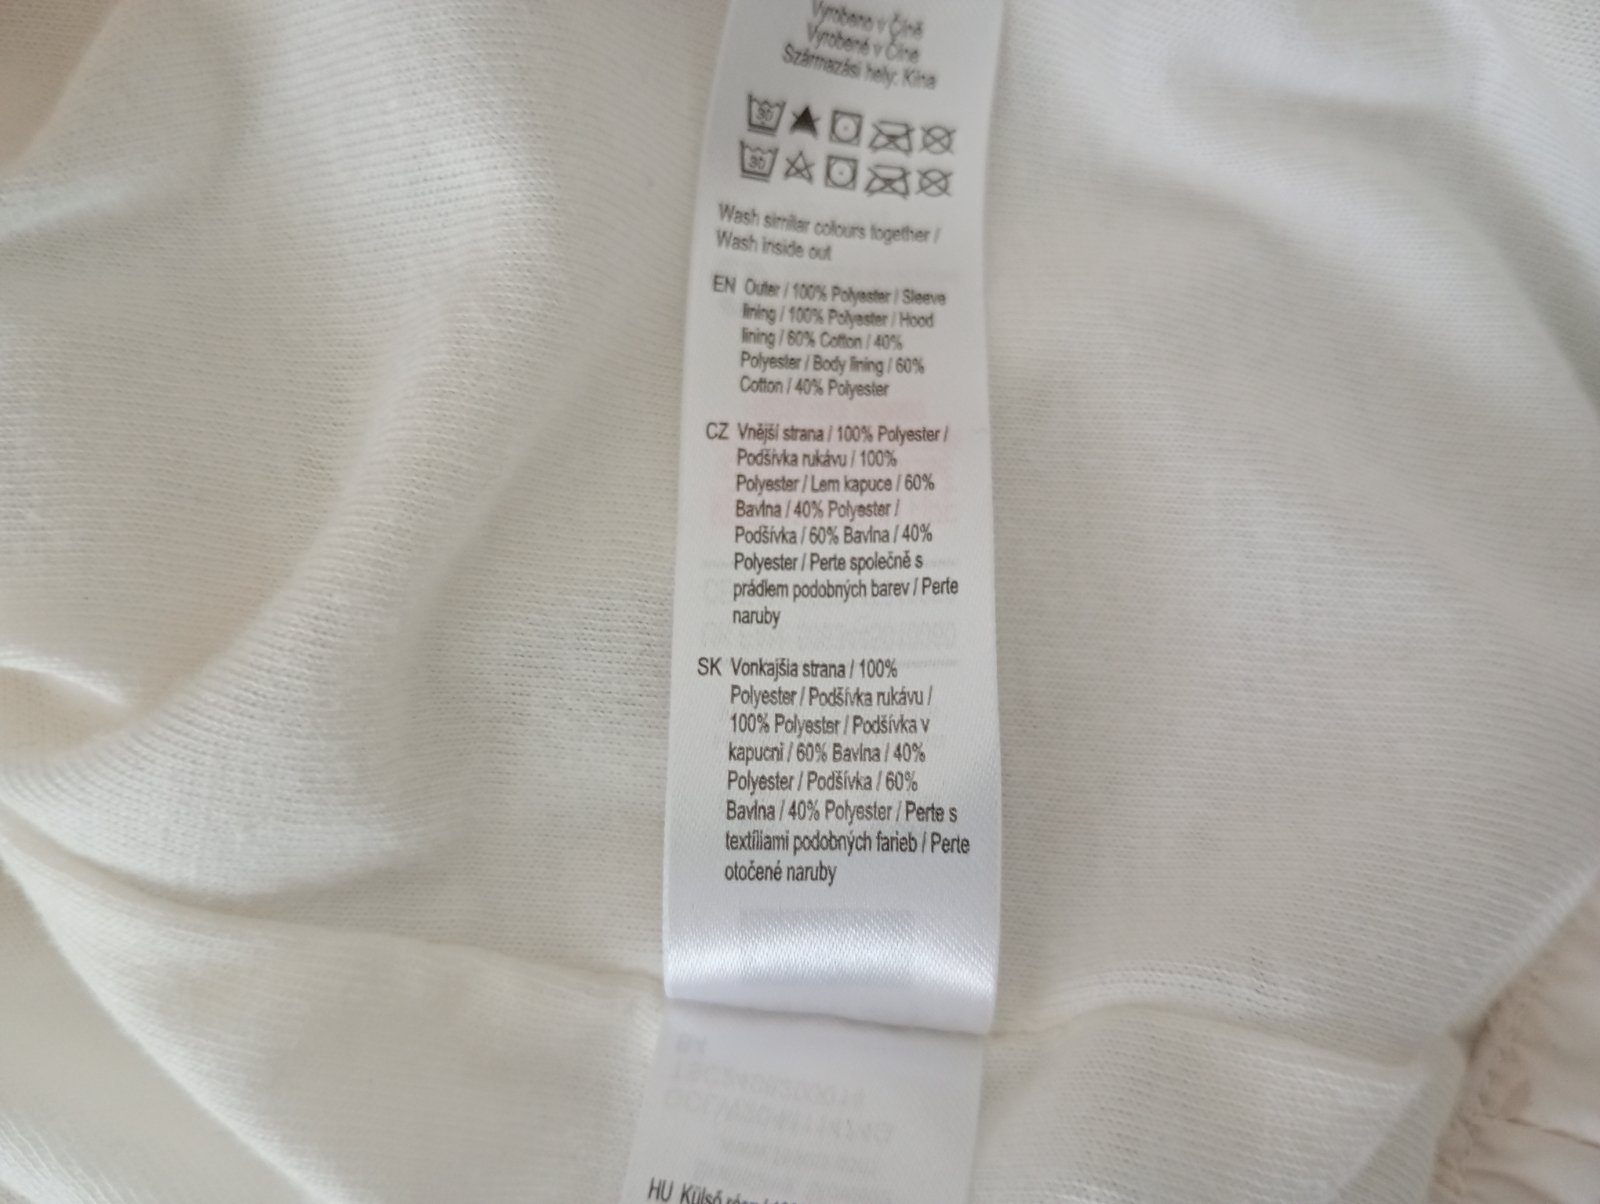 Vyrobeno v Číně
Vyrobené v Číne
Származási hely: Kína
30
30
Wash similar colours together /
Wash inside out
EN Outer / 100% Polyester / Sleeve
lining / 100% Polyester / Hood
lining / 60% Cotton / 40%
Polyester / Body lining / 60%
Cotton / 40% Polyester
CZ Vnější strana / 100% Polyester /
Podšívka rukávu / 100%
Polyester / Lem kapuce / 60%
Bavlna / 40% Polyester /
Podšívka / 60% Bavlna / 40%
Polyester / Perte společně s
prádlem podobných barev / Perte
naruby
SK Vonkajšia strana / 100%
Polyester / Podšívka rukávu /
100% Polyester / Podšívka v
kapucni / 60% Bavlna / 40%
Polyester / Podšívka / 60%
Bavlna / 40% Polyester / Perte s
textíliami podobných farieb / Perte
otočené naruby
HU Külső